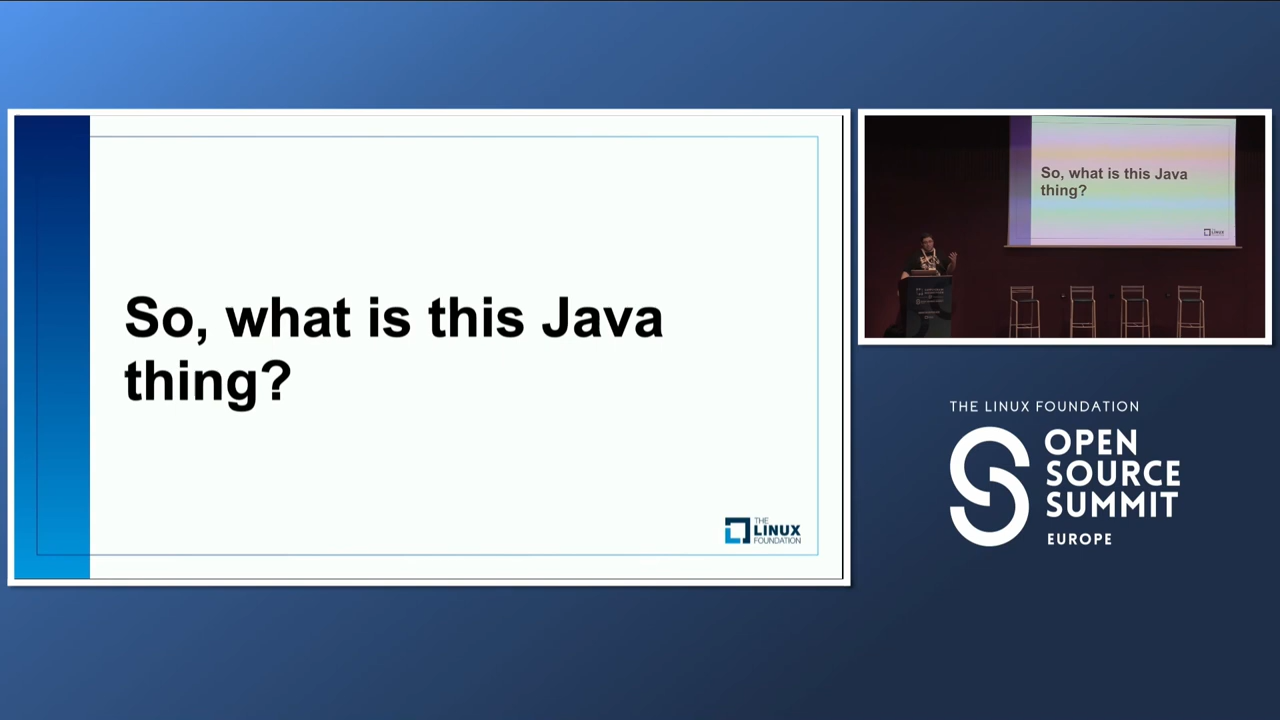 So, what is this Java
thing?
THE
LINUX
FOUNDATION
So, what is this Java
thing?
LINUX
THE LINUX FOUNDATION
OPEN
SOURCE
SUMMIT
EUROPE